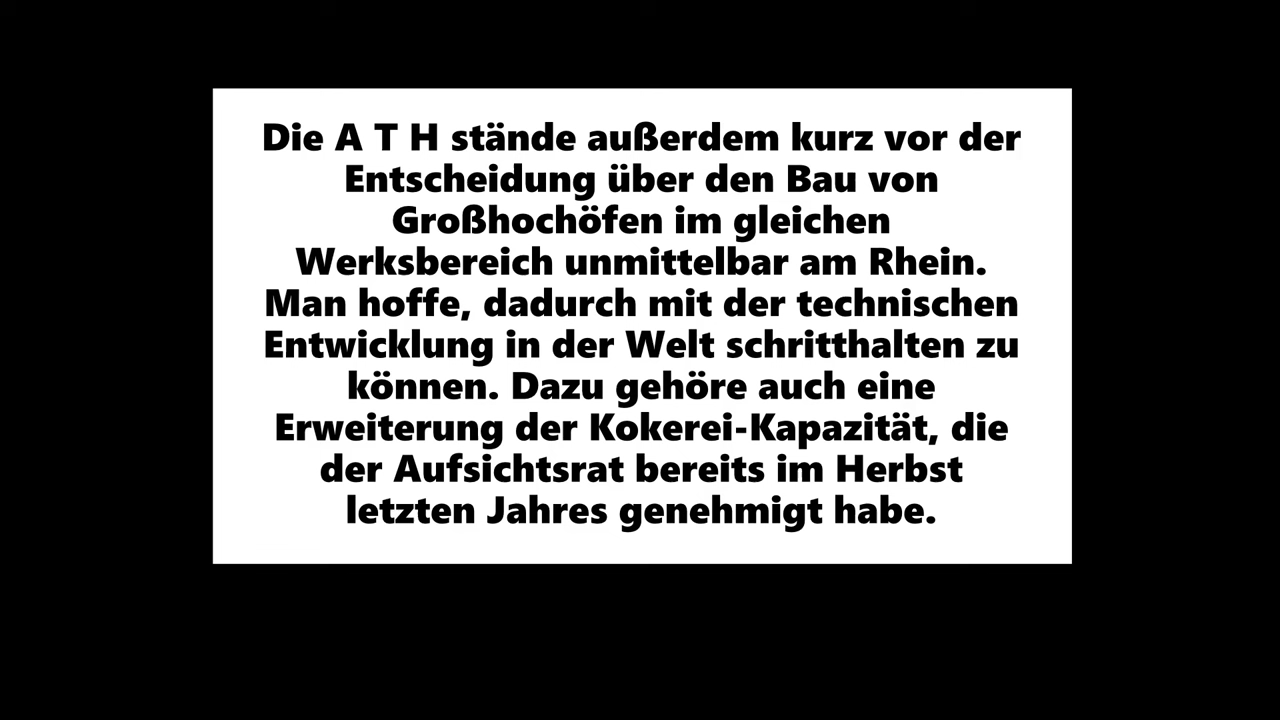 Die A T H stände außerdem kurz vor der
Entscheidung über den Bau von
Großhochöfen im gleichen
Werksbereich unmittelbar am Rhein.
Man hoffe, dadurch mit der technischen
Entwicklung in der Welt schritthalten zu
können. Dazu gehöre auch eine
Erweiterung der Kokerei-Kapazität, die
der Aufsichtsrat bereits im Herbst
letzten Jahres genehmigt habe.